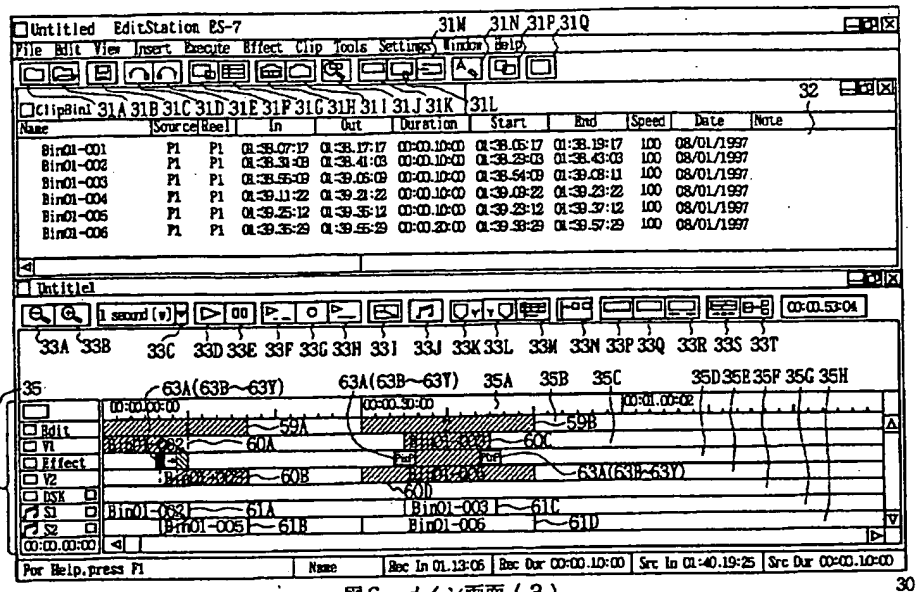 Untitled EditStation ES-7
31M 31N 31P 31Q
File Edit View Insert Execute Effect Clip Tools Settings Window Help
ClipBin1 31A 31B 31C 31D 31E 31F 31G 31H 31I 31J 31K 31L
32
Name Source Reel In Out Duration Start End Speed Date Note
Bin01-001 P1 P1 01:38.07:17 01:38.17:17 00:00.10:00 01:38.05:17 01:38.19:17 100 08/01/1997
Bin01-002 P1 P1 01:38.31:03 01:38.41:03 00:00.10:00 01:38.29:03 01:38.43:03 100 08/01/1997
Bin01-003 P1 P1 01:38.55:09 01:39.05:09 00:00.10:00 01:38.54:09 01:39.08:11 100 08/01/1997
Bin01-004 P1 P1 01:39.11:22 01:39.21:22 00:00.10:00 01:39.09:22 01:39.23:22 100 08/01/1997
Bin01-005 P1 P1 01:39.25:12 01:39.35:12 00:00.10:00 01:39.23:12 01:39.37:12 100 08/01/1997
Bin01-006 P1 P1 01:39.35:29 01:39.55:29 00:00.20:00 01:39.38:29 01:39.57:29 100 08/01/1997
Untitle1
1 second (v) 00:00.53:04
33A 33B 33C 33D 33E 33F 33G 33H 33I 33J 33K 33L 33M 33N 33P 33Q 33R 33S 33T
35 63A(63B~63Y) 63A(63B~63Y) 35A 35B 35C 35D 35E 35F 35G 35H
00:00.00:00 00:00.30:00 00:01.00:02
Edit 59A 59B
V1 60A 60C
Effect 63A(63B~63Y)
V2 60B
DSK 60D
S1 Bin01-002 61A Bin01-003 61C
S2 Bin01-005 61B Bin01-006 61D
00:00.00:00
For Help,press F1 Name Rec In 01.13:06 Rec Dur 00:00.10:00 Src In 01:40.19:25 Src Dur 00:00.10:00
30